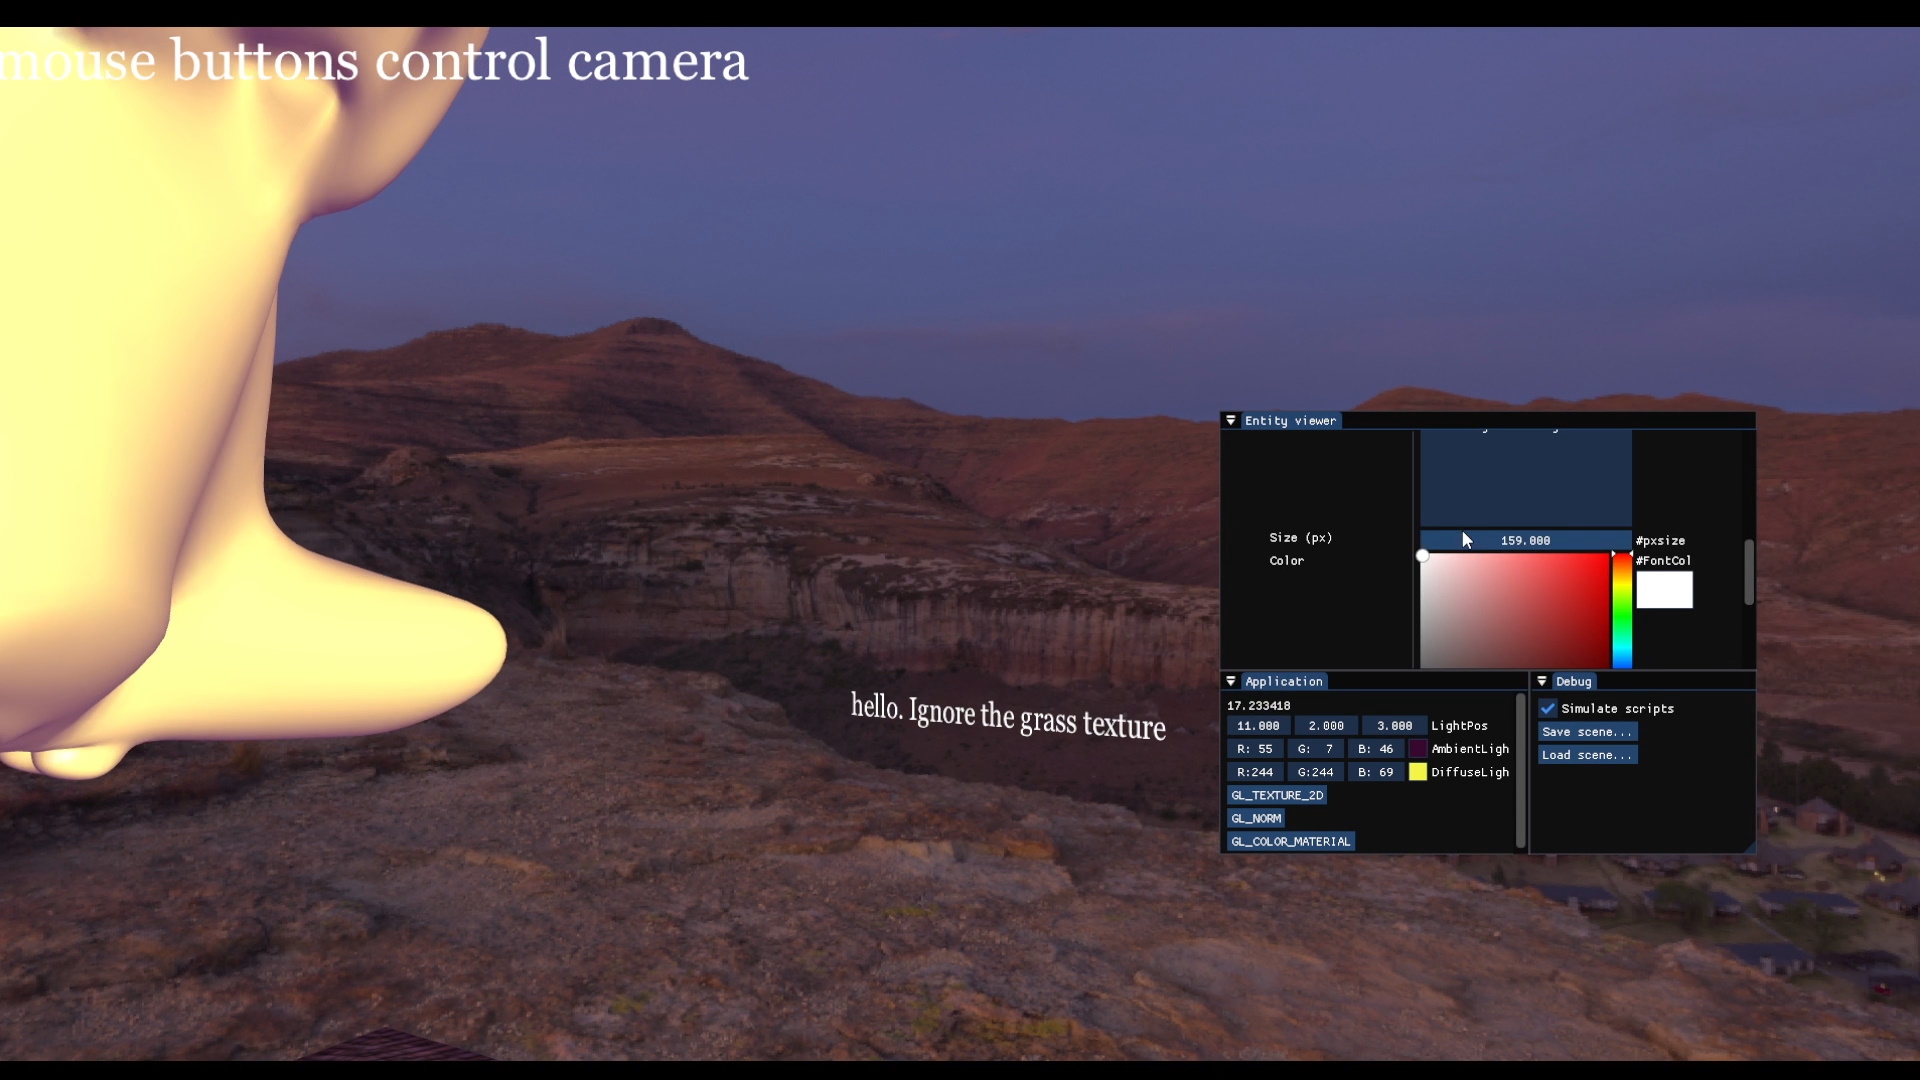 mouse buttons control camera
Entity viewer
Size (px)
159.000
#pxsize
Color
#FontCol
hello. Ignore the grass texture
Application
17.233418
11.000 2.000 3.000 LightPos
R: 55 G: 7 B: 46 AmbientLigh
R:244 G:244 B: 69 DiffuseLigh
GL_TEXTURE_2D
GL_NORM
GL_COLOR_MATERIAL
Debug
Simulate scripts
Save scene...
Load scene...